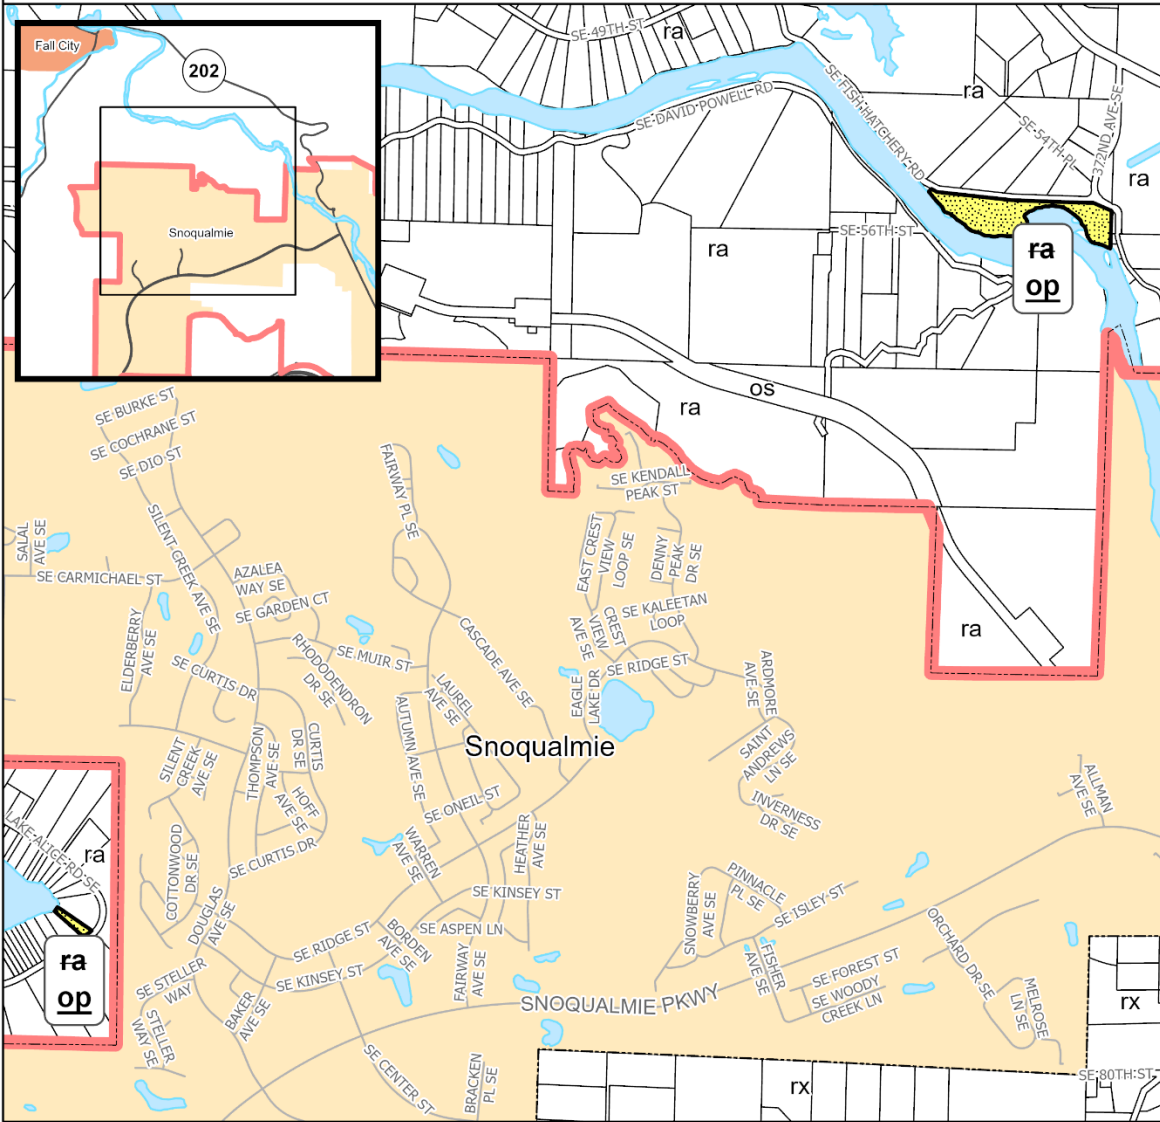 Fall City
202
Snoqualmie
SE 49TH ST
ra
SE DAVID POWELL RD
SE FISH HATCHERY RD
ra
SE 54TH PL
372ND AVE SE
ra
ra
SE 56TH ST
ra
op
os
ra
ra
SE BURKE ST
SE COCHRANE ST
SE DIO ST
FAIRWAY PL SE
SE KENDALL
PEAK ST
SALAL
AVE SE
SILENT CREEK AVE SE
SE CARMICHAEL ST
AZALEA
WAY SE
SE GARDEN CT
EAST CREST
VIEW
LOOP SE
DENNY
PEAK
DR SE
SE KALEETAN
LOOP
CREST
VIEW
AVE SE
ELDERBERRY
AVE SE
RHODODENDRON
DR SE
SE MUIR ST
CASCADE AVE SE
SE RIDGE ST
SE CURTIS DR
LAUREL
AVE SE
EAGLE
LAKE DR
ARDMORE
AVE SE
AUTUMN AVE SE
Snoqualmie
SAINT
ANDREWS
LN SE
SILENT
CREEK
AVE SE
THOMPSON
AVE SE
CURTIS
DR SE
HOFF
AVE SE
SE ONEIL ST
INVERNESS
DR SE
ALLMAN
AVE SE
LAKE ALICE RD SE
ra
COTTONWOOD
DR SE
SE CURTIS DR
WARREN
AVE SE
HEATHER
AVE SE
ra
op
DOUGLAS
AVE SE
SE KINSEY ST
SNOWBERRY
AVE SE
PINNACLE
PL SE
SE ISLEY ST
SE RIDGE ST
BORDEN
AVE SE
SE ASPEN LN
ORCHARD DR SE
SE STELLER
WAY
SE KINSEY ST
FAIRWAY
AVE SE
FISHER
AVE SE
SE FOREST ST
SE WOODY
CREEK LN
MELROSE
LN SE
rx
STELLER
WAY SE
BAKER
AVE SE
SNOQUALMIE PKWY
SE CENTER ST
BRACKEN
PL SE
rx
SE 80TH ST